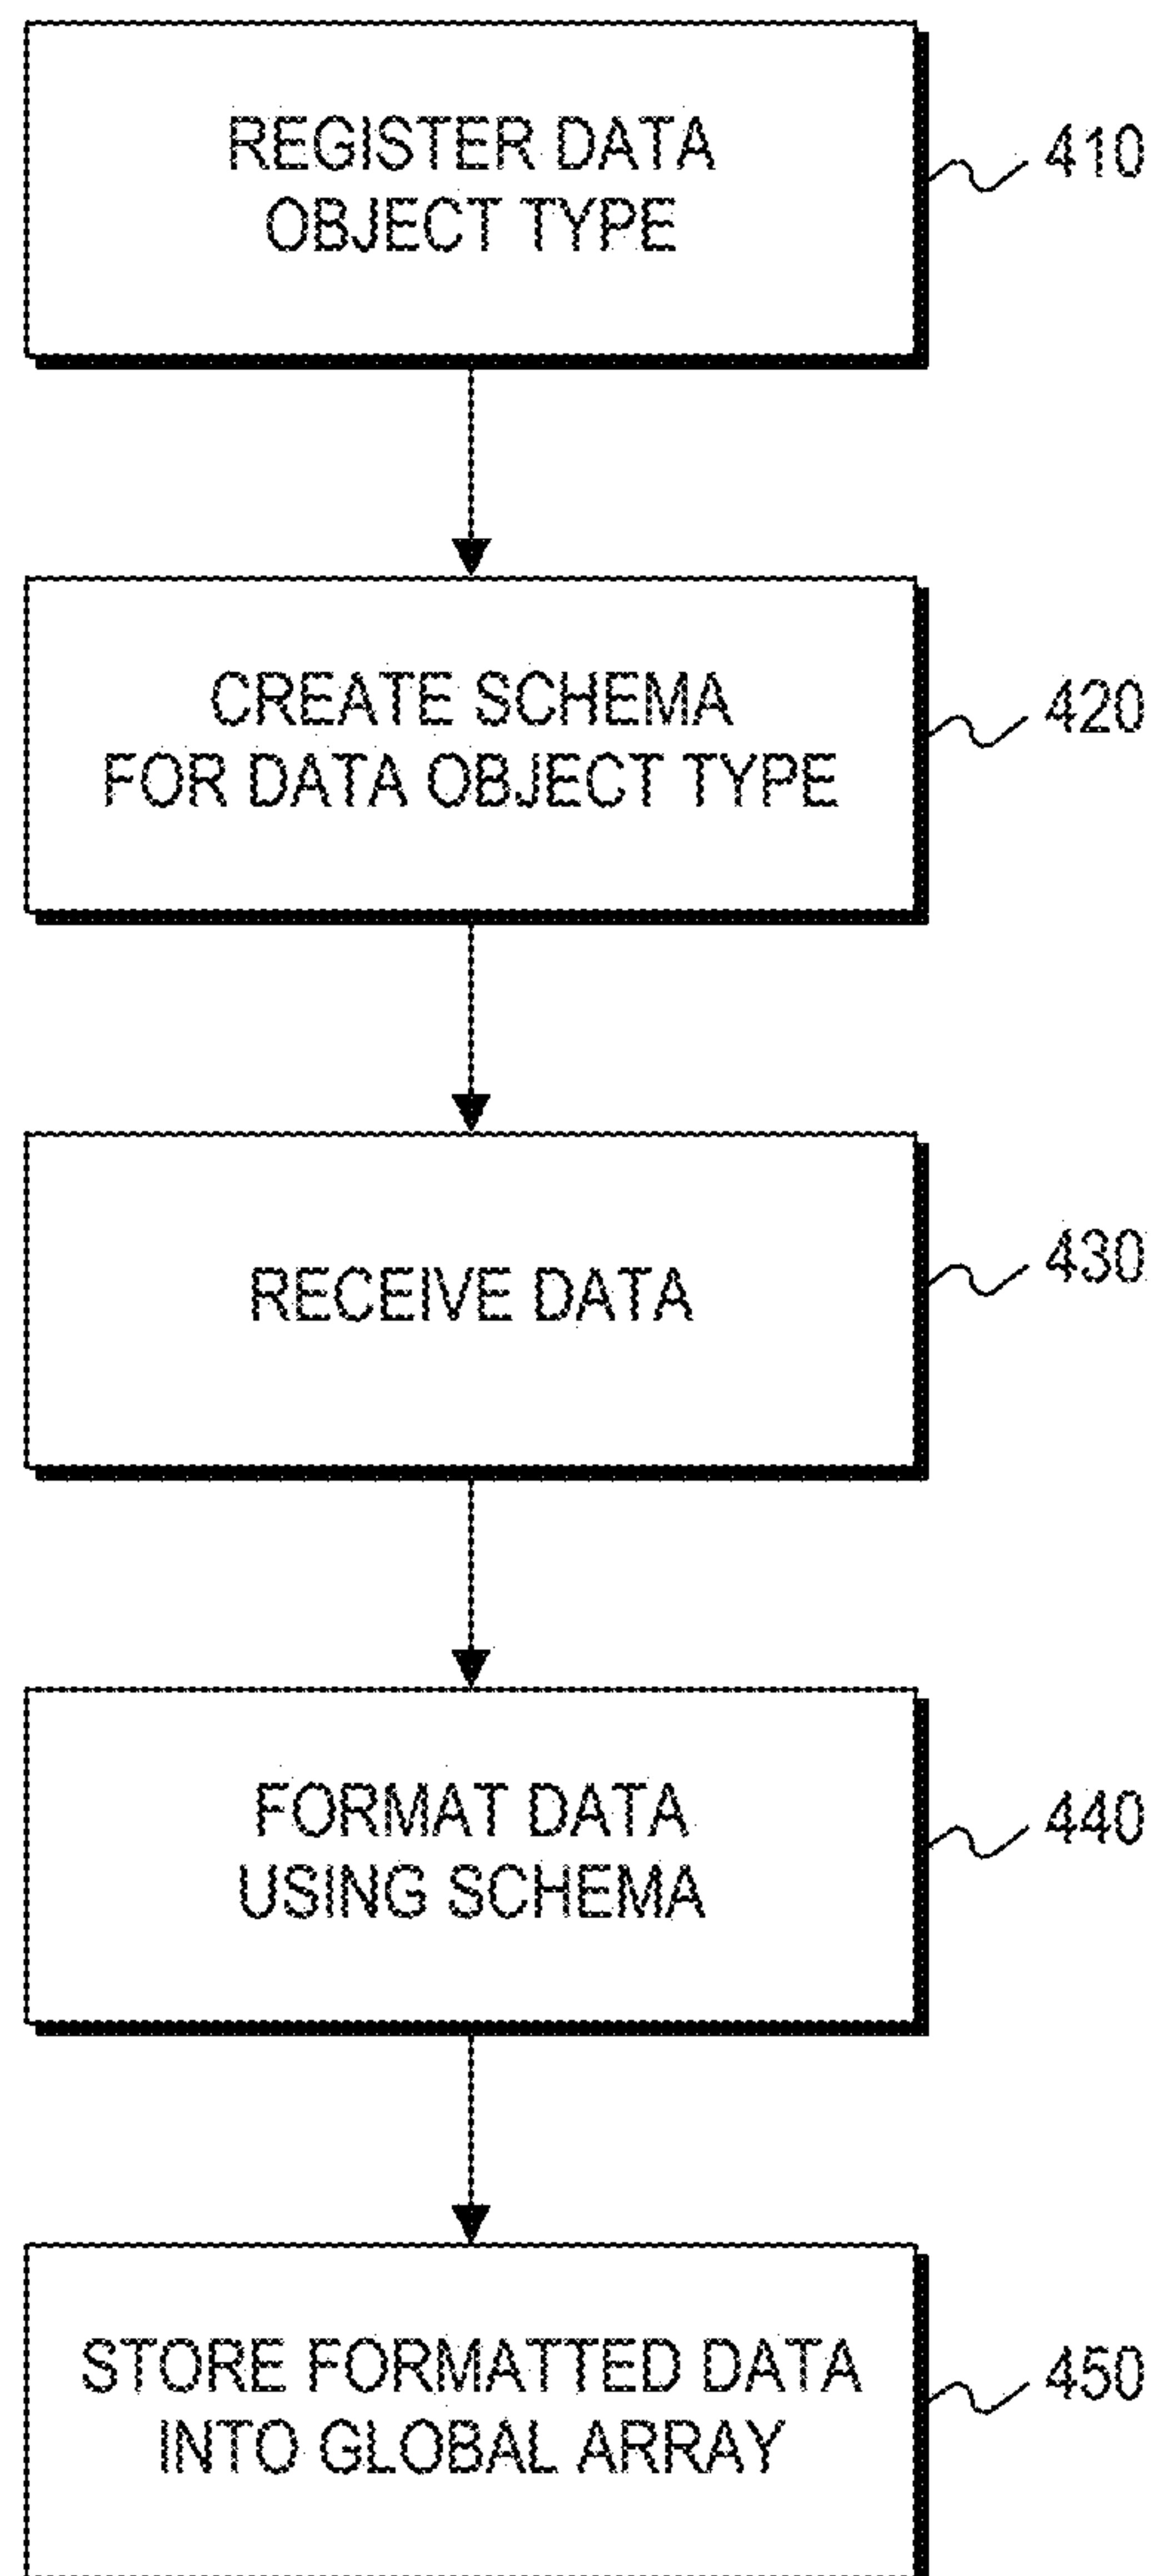 REGISTER DATA
OBJECT TYPE
410
CREATE SCHEMA
FOR DATA OBJECT TYPE
420
RECEIVE DATA
430
FORMAT DATA
USING SCHEMA
440
STORE FORMATTED DATA
INTO GLOBAL ARRAY
450